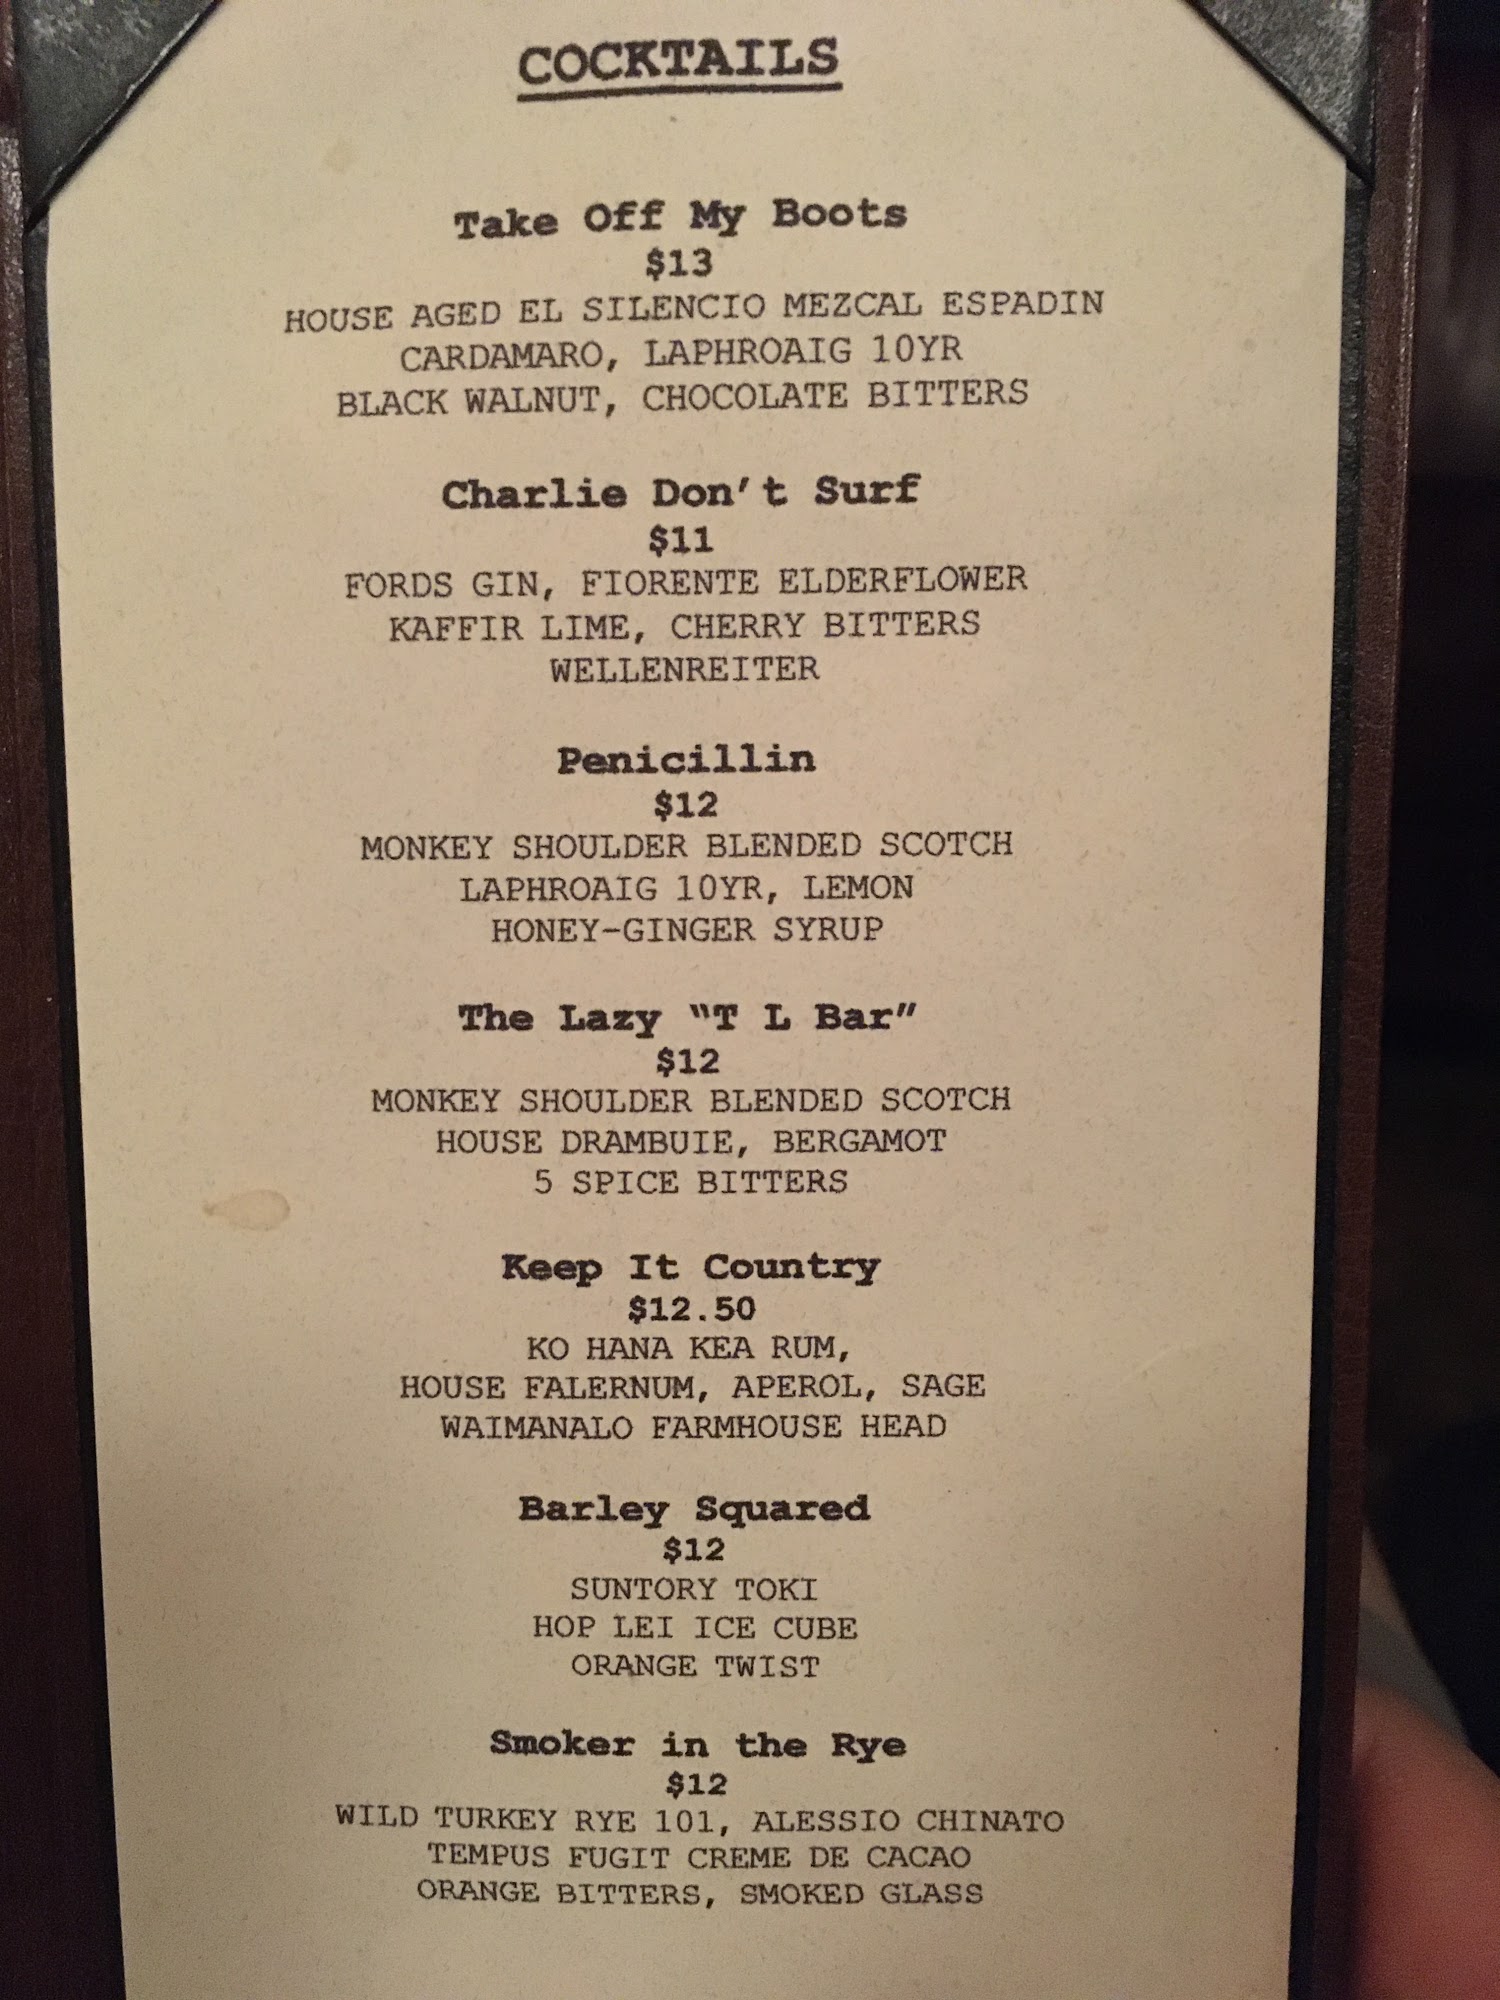 COCKTAILS
Take Off My Boots
$13
HOUSE AGED EL SILENCIO MEZCAL ESPADIN
CARDAMARO, LAPHROAIG 10YR
BLACK WALNUT, CHOCOLATE BITTERS
Charlie Don't Surf
$11
FORDS GIN, FIORENTE ELDERFLOWER
KAFFIR LIME, CHERRY BITTERS
WELLENREITER
Penicillin
$12
MONKEY SHOULDER BLENDED SCOTCH
LAPHROAIG 10YR, LEMON
HONEY-GINGER SYRUP
The Lazy "T L Bar"
$12
MONKEY SHOULDER BLENDED SCOTCH
HOUSE DRAMBUIE, BERGAMOT
5 SPICE BITTERS
Keep It Country
$12.50
KO HANA KEA RUM,
HOUSE FALERNUM, APEROL, SAGE
WAIMANALO FARMHOUSE HEAD
Barley Squared
$12
SUNTORY TOKI
HOP LEI ICE CUBE
ORANGE TWIST
Smoker in the Rye
$12
WILD TURKEY RYE 101, ALESSIO CHINATO
TEMPUS FUGIT CREME DE CACAO
ORANGE BITTERS, SMOKED GLASS